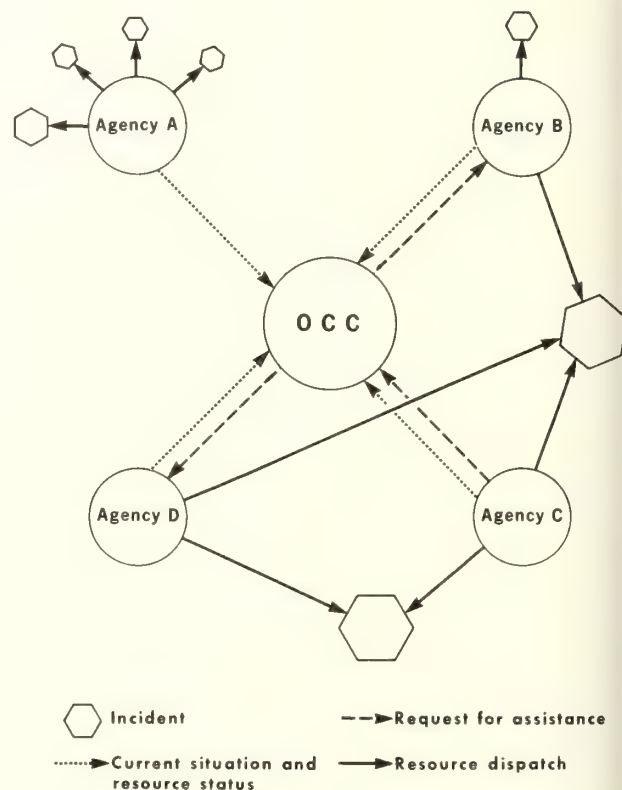 Agency A
Agency B
OCC
Agency D
Agency C
Incident
Request for assistance
Current situation and
resource status
Resource dispatch